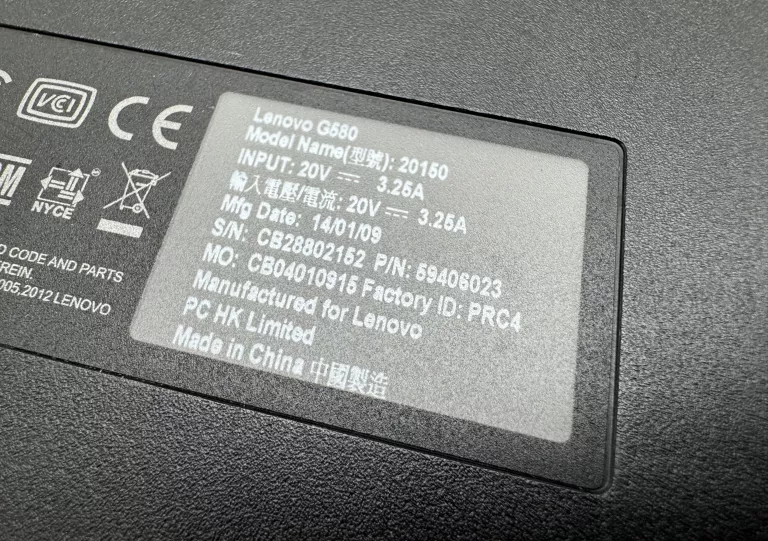 VCI
CE
NYCE
CODE AND PARTS
EREIN.
005,2012 LENOVO
Lenovo G580
Model Name(型號): 20150
INPUT: 20V ⎓ 3.25A
輸入電壓/電流: 20V ⎓ 3.25A
Mfg Date: 14/01/09
S/N: CB28802152 P/N: 59406023
MO: CB04010915 Factory ID: PRC4
Manufactured for Lenovo
PC HK Limited
Made in China 中國製造